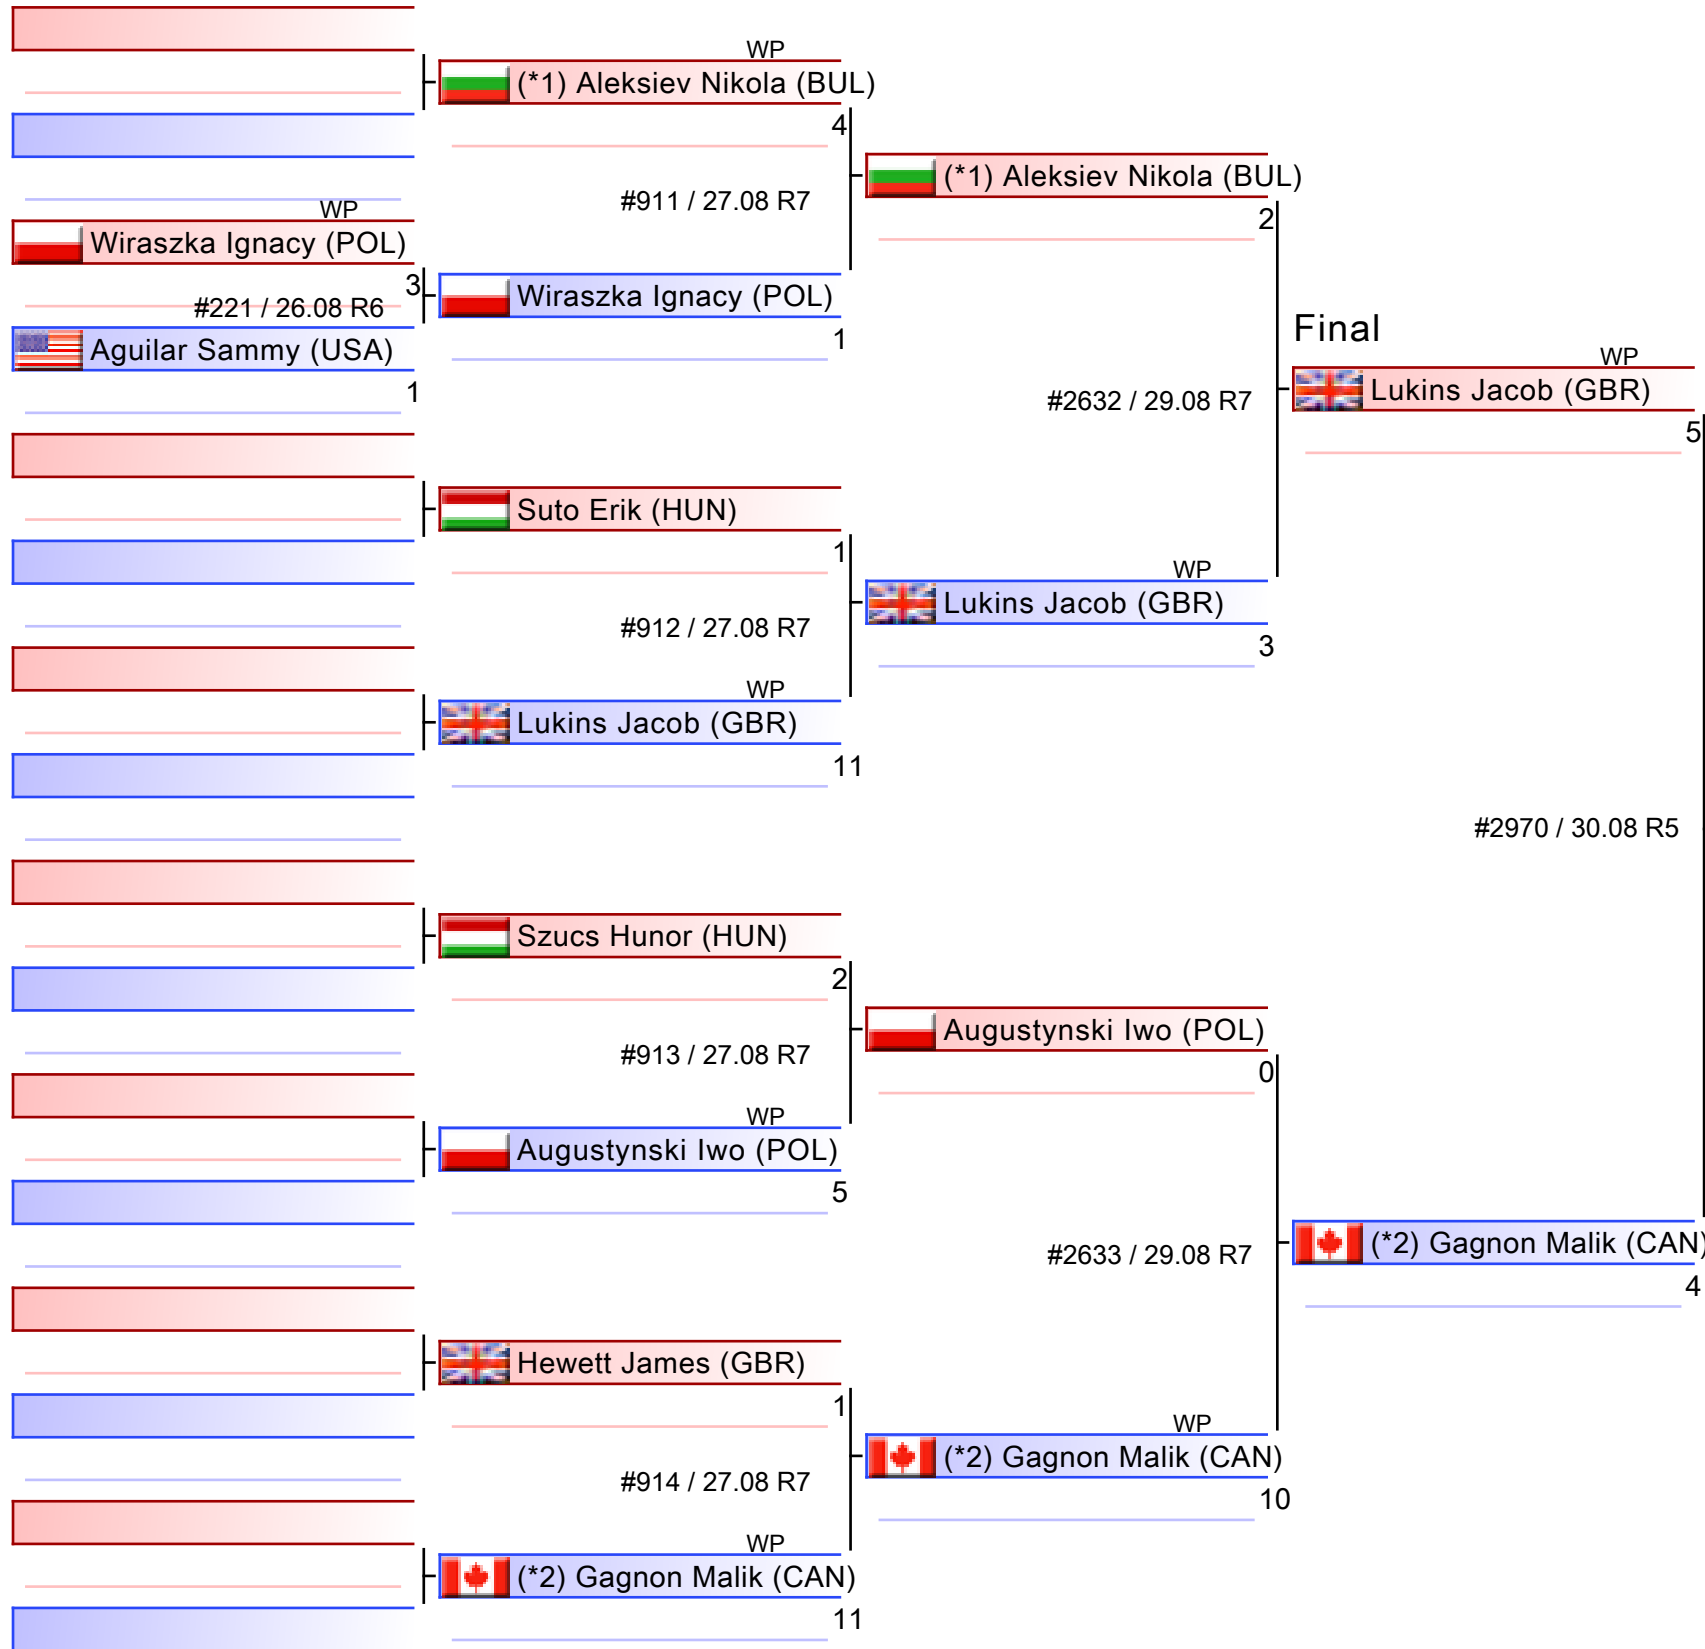 WP
(*1) Aleksiev Nikola (BUL)
4
(*1) Aleksiev Nikola (BUL)
2
#911 / 27.08 R7
WP
Wiraszka Ignacy (POL)
3
#221 / 26.08 R6
Wiraszka Ignacy (POL)
1
Aguilar Sammy (USA)
1
Final
WP
Lukins Jacob (GBR)
5
#2632 / 29.08 R7
Suto Erik (HUN)
1
WP
Lukins Jacob (GBR)
3
#912 / 27.08 R7
WP
Lukins Jacob (GBR)
11
#2970 / 30.08 R5
Szucs Hunor (HUN)
2
Augustynski Iwo (POL)
0
#913 / 27.08 R7
WP
Augustynski Iwo (POL)
5
#2633 / 29.08 R7
(*2) Gagnon Malik (CAN)
4
Hewett James (GBR)
1
WP
(*2) Gagnon Malik (CAN)
10
#914 / 27.08 R7
WP
(*2) Gagnon Malik (CAN)
11